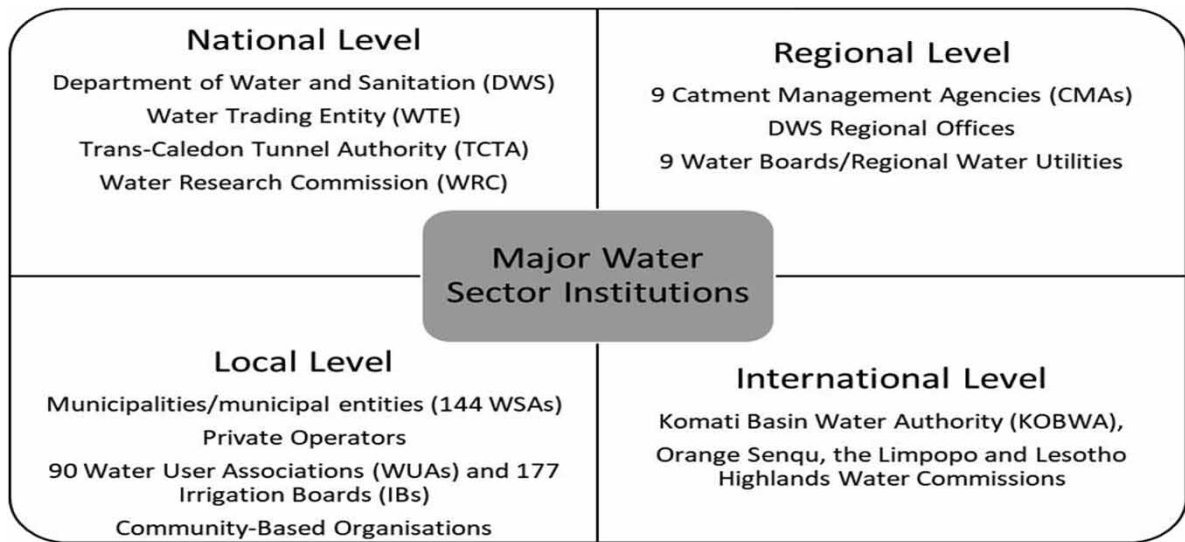 National Level
Department of Water and Sanitation (DWS)
Water Trading Entity (WTE)
Trans-Caledon Tunnel Authority (TCTA)
Water Research Commission (WRC)
Regional Level
9 Catment Management Agencies (CMAs)
DWS Regional Offices
9 Water Boards/Regional Water Utilities
Major Water
Sector Institutions
Local Level
Municipalities/municipal entities (144 WSAs)
Private Operators
90 Water User Associations (WUAs) and 177
Irrigation Boards (IBs)
Community-Based Organisations
International Level
Komati Basin Water Authority (KOBWA),
Orange Senqu, the Limpopo and Lesotho
Highlands Water Commissions